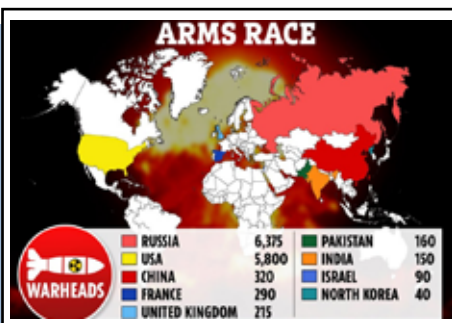 ARMS RACE
WARHEADS
RUSSIA 6,375
USA 5,800
CHINA 320
FRANCE 290
UNITED KINGDOM 215
PAKISTAN 160
INDIA 150
ISRAEL 90
NORTH KOREA 40